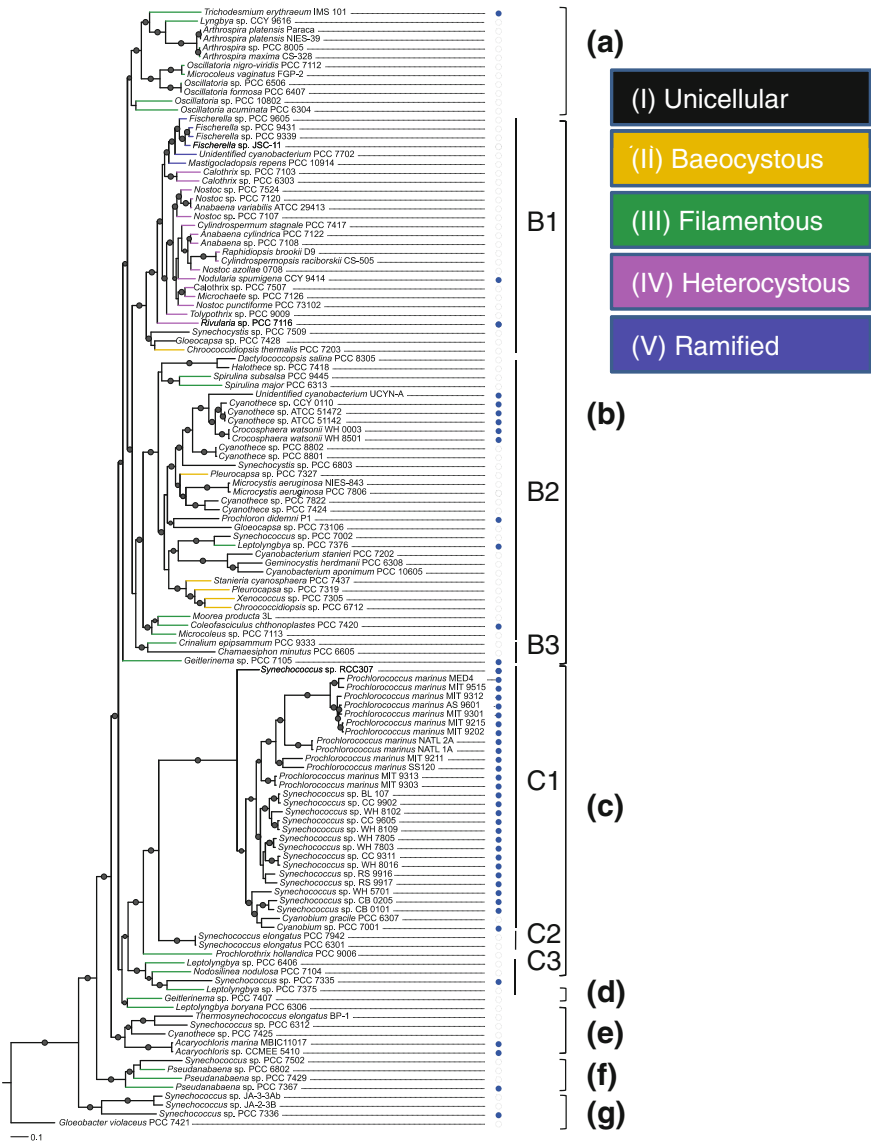 Trichodesmium erythraeum IMS 101
Lyngbya sp. CCY 9616
Arthrospira platensis Paraca
Arthrospira platensis NIES-39
Arthrospira sp. PCC 8005
Arthrospira maxima CS-328
Oscillatoria nigro-viridis PCC 7112
Microcoleus vaginatus FGP-2
Oscillatoria sp. PCC 6506
Oscillatoria formosa PCC 6407
Oscillatoria sp. PCC 10802
Oscillatoria acuminata PCC 6304
(a)
Fischerella sp. PCC 9605
Fischerella sp. PCC 9431
Fischerella sp. PCC 9339
Fischerella sp. JSC-11
Unidentified cyanobacterium PCC 7702
Mastigocladopsis repens PCC 10914
Calothrix sp. PCC 7103
Calothrix sp. PCC 6303
Nostoc sp. PCC 7524
Nostoc sp. PCC 7120
Anabaena variabilis ATCC 29413
Nostoc sp. PCC 7107
Cylindrospermum stagnale PCC 7417
Anabaena cylindrica PCC 7122
Anabaena sp. PCC 7108
Raphidiopsis brookii D9
Cylindrospermopsis raciborskii CS-505
Nostoc azollae 0708
Nodularia spumigena CCY 9414
Calothrix sp. PCC 7507
Microchaete sp. PCC 7126
Nostoc punctiforme PCC 73102
Tolypothrix sp. PCC 9009
Rivularia sp. PCC 7116
Synechocystis sp. PCC 7509
Gloeocapsa sp. PCC 7428
Chroococcidiopsis thermalis PCC 7203
B1
(I) Unicellular
(II) Baeocystous
(III) Filamentous
(IV) Heterocystous
(V) Ramified
Dactylococcopsis salina PCC 8305
Halothece sp. PCC 7418
Spirulina subsalsa PCC 9445
Spirulina major PCC 6313
Unidentified cyanobacterium UCYN-A
Cyanothece sp. CCY 0110
Cyanothece sp. ATCC 51472
Cyanothece sp. ATCC 51142
Crocosphaera watsonii WH 0003
Crocosphaera watsonii WH 8501
Cyanothece sp. PCC 8802
Cyanothece sp. PCC 8801
Synechocystis sp. PCC 6803
Pleurocapsa sp. PCC 7327
Microcystis aeruginosa NIES-843
Microcystis aeruginosa PCC 7806
Cyanothece sp. PCC 7822
Cyanothece sp. PCC 7424
Prochloron didemni P1
Gloeocapsa sp. PCC 73106
Synechococcus sp. PCC 7002
Leptolyngbya sp. PCC 7376
Cyanobacterium stanieri PCC 7202
Geminocystis herdmanii PCC 6308
Cyanobacterium aponimum PCC 10605
Stanieria cyanosphaera PCC 7437
Pleurocapsa sp. PCC 7319
Xenococcus sp. PCC 7305
Chroococcidiopsis sp. PCC 6712
Moorea producta 3L
Coleofasciculus chthonoplastes PCC 7420
Microcoleus sp. PCC 7113
Crinalium epipsammum PCC 9333
Chamaesiphon minutus PCC 6605
Geitlerinema sp. PCC 7105
(b)
B2
B3
Synechococcus sp. RCC307
Prochlorococcus marinus MED4
Prochlorococcus marinus MIT 9515
Prochlorococcus marinus MIT 9312
Prochlorococcus marinus AS 9601
Prochlorococcus marinus MIT 9301
Prochlorococcus marinus MIT 9215
Prochlorococcus marinus MIT 9202
Prochlorococcus marinus NATL 2A
Prochlorococcus marinus NATL 1A
Prochlorococcus marinus MIT 9211
Prochlorococcus marinus SS120
Prochlorococcus marinus MIT 9313
Prochlorococcus marinus MIT 9303
Synechococcus sp. BL 107
Synechococcus sp. CC 9902
Synechococcus sp. WH 8102
Synechococcus sp. CC 9605
Synechococcus sp. WH 8109
Synechococcus sp. WH 7805
Synechococcus sp. WH 7803
Synechococcus sp. CC 9311
Synechococcus sp. WH 8016
Synechococcus sp. RS 9916
Synechococcus sp. RS 9917
Synechococcus sp. WH 5701
Synechococcus sp. CB 0205
Synechococcus sp. CB 0101
Cyanobium gracile PCC 6307
Cyanobium sp. PCC 7001
Synechococcus elongatus PCC 7942
Synechococcus elongatus PCC 6301
Prochlorothrix hollandica PCC 9006
Leptolyngbya sp. PCC 6406
Nodosilinea nodulosa PCC 7104
Synechococcus sp. PCC 7335
Leptolyngbya sp. PCC 7375
C1
(c)
C2
C3
Geitlerinema sp. PCC 7407
Leptolyngbya boryana PCC 6306
(d)
Thermosynechococcus elongatus BP-1
Synechococcus sp. PCC 6312
Cyanothece sp. PCC 7425
Acaryochloris marina MBIC11017
Acaryochloris sp. CCMEE 5410
(e)
Synechococcus sp. PCC 7502
Pseudanabaena sp. PCC 6802
Pseudanabaena sp. PCC 7429
Pseudanabaena sp. PCC 7367
(f)
Synechococcus sp. JA-3-3Ab
Synechococcus sp. JA-2-3B
Synechococcus sp. PCC 7336
(g)
Gloeobacter violaceus PCC 7421
0.1